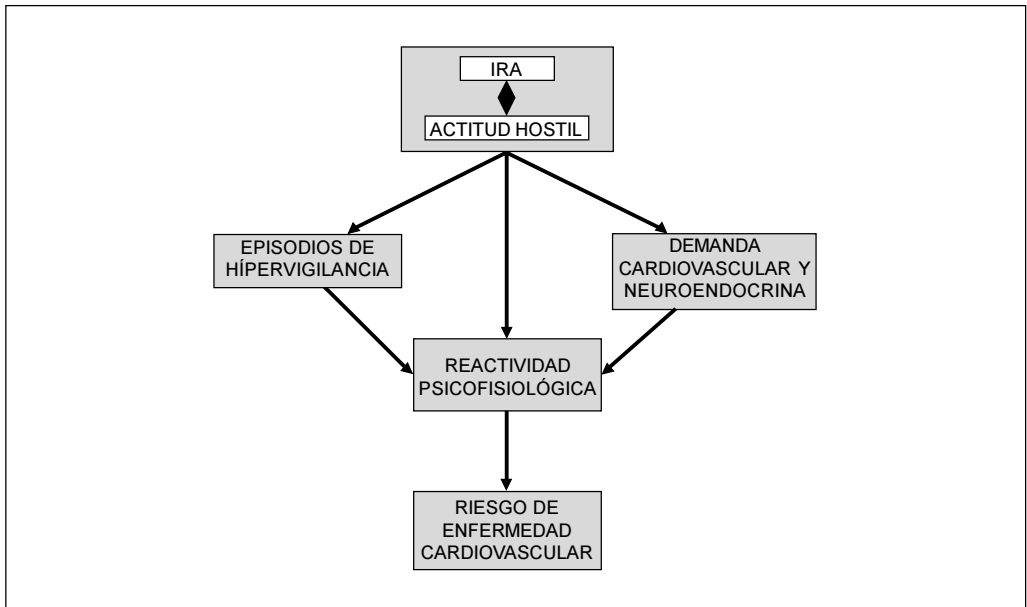 IRA
ACTITUD HOSTIL
EPISODIOS DE
HÍPERVIGILANCIA
DEMANDA
CARDIOVASCULAR Y
NEUROENDOCRINA
REACTIVIDAD
PSICOFISIOLÓGICA
RIESGO DE
ENFERMEDAD
CARDIOVASCULAR